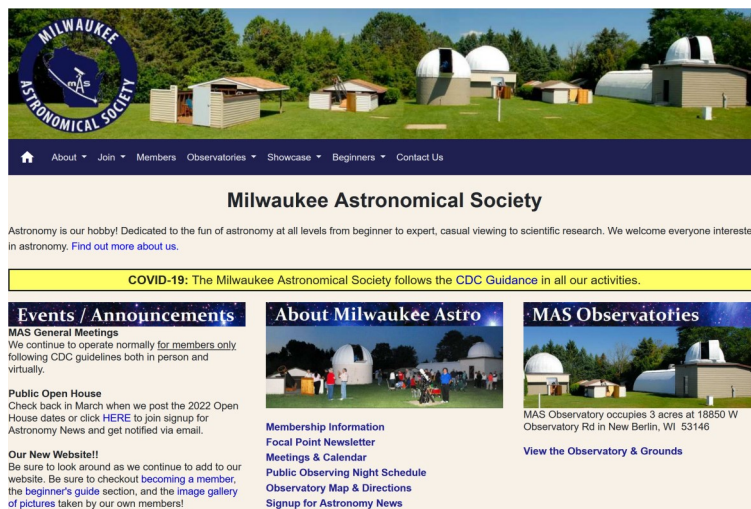 MILWAUKEE
mAs
ASTRONOMICAL SOCIETY
About Join Members Observatories Showcase Beginners Contact Us
Milwaukee Astronomical Society
Astronomy is our hobby! Dedicated to the fun of astronomy at all levels from beginner to expert, casual viewing to scientific research. We welcome everyone intereste
in astronomy. Find out more about us.
COVID-19: The Milwaukee Astronomical Society follows the CDC Guidance in all our activities.
Events / Announcements
MAS General Meetings
We continue to operate normally for members only
following CDC guidelines both in person and
virtually.
Public Open House
Check back in March when we post the 2022 Open
House dates or click HERE to join signup for
Astronomy News and get notified via email.
Our New Website!!
Be sure to look around as we continue to add to our
website. Be sure to checkout becoming a member,
the beginner's guide section, and the image gallery
of pictures taken by our own members!
About Milwaukee Astro
Membership Information
Focal Point Newsletter
Meetings & Calendar
Public Observing Night Schedule
Observatory Map & Directions
Signup for Astronomy News
MAS Observatories
MAS Observatory occupies 3 acres at 18850 W
Observatory Rd in New Berlin, WI 53146
View the Observatory & Grounds